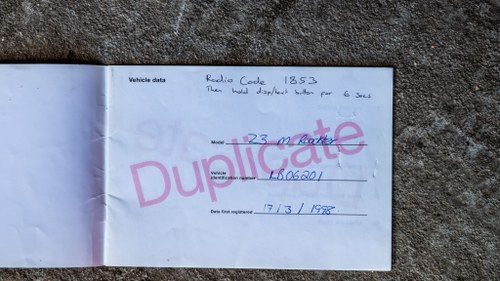 Vehicle data
Radio Code 1853
Then hold disp/last button for 6 secs
Model Z3 M Roadster
Vehicle
identification number LB06201
Date first registered 17/3/1998
Duplicate